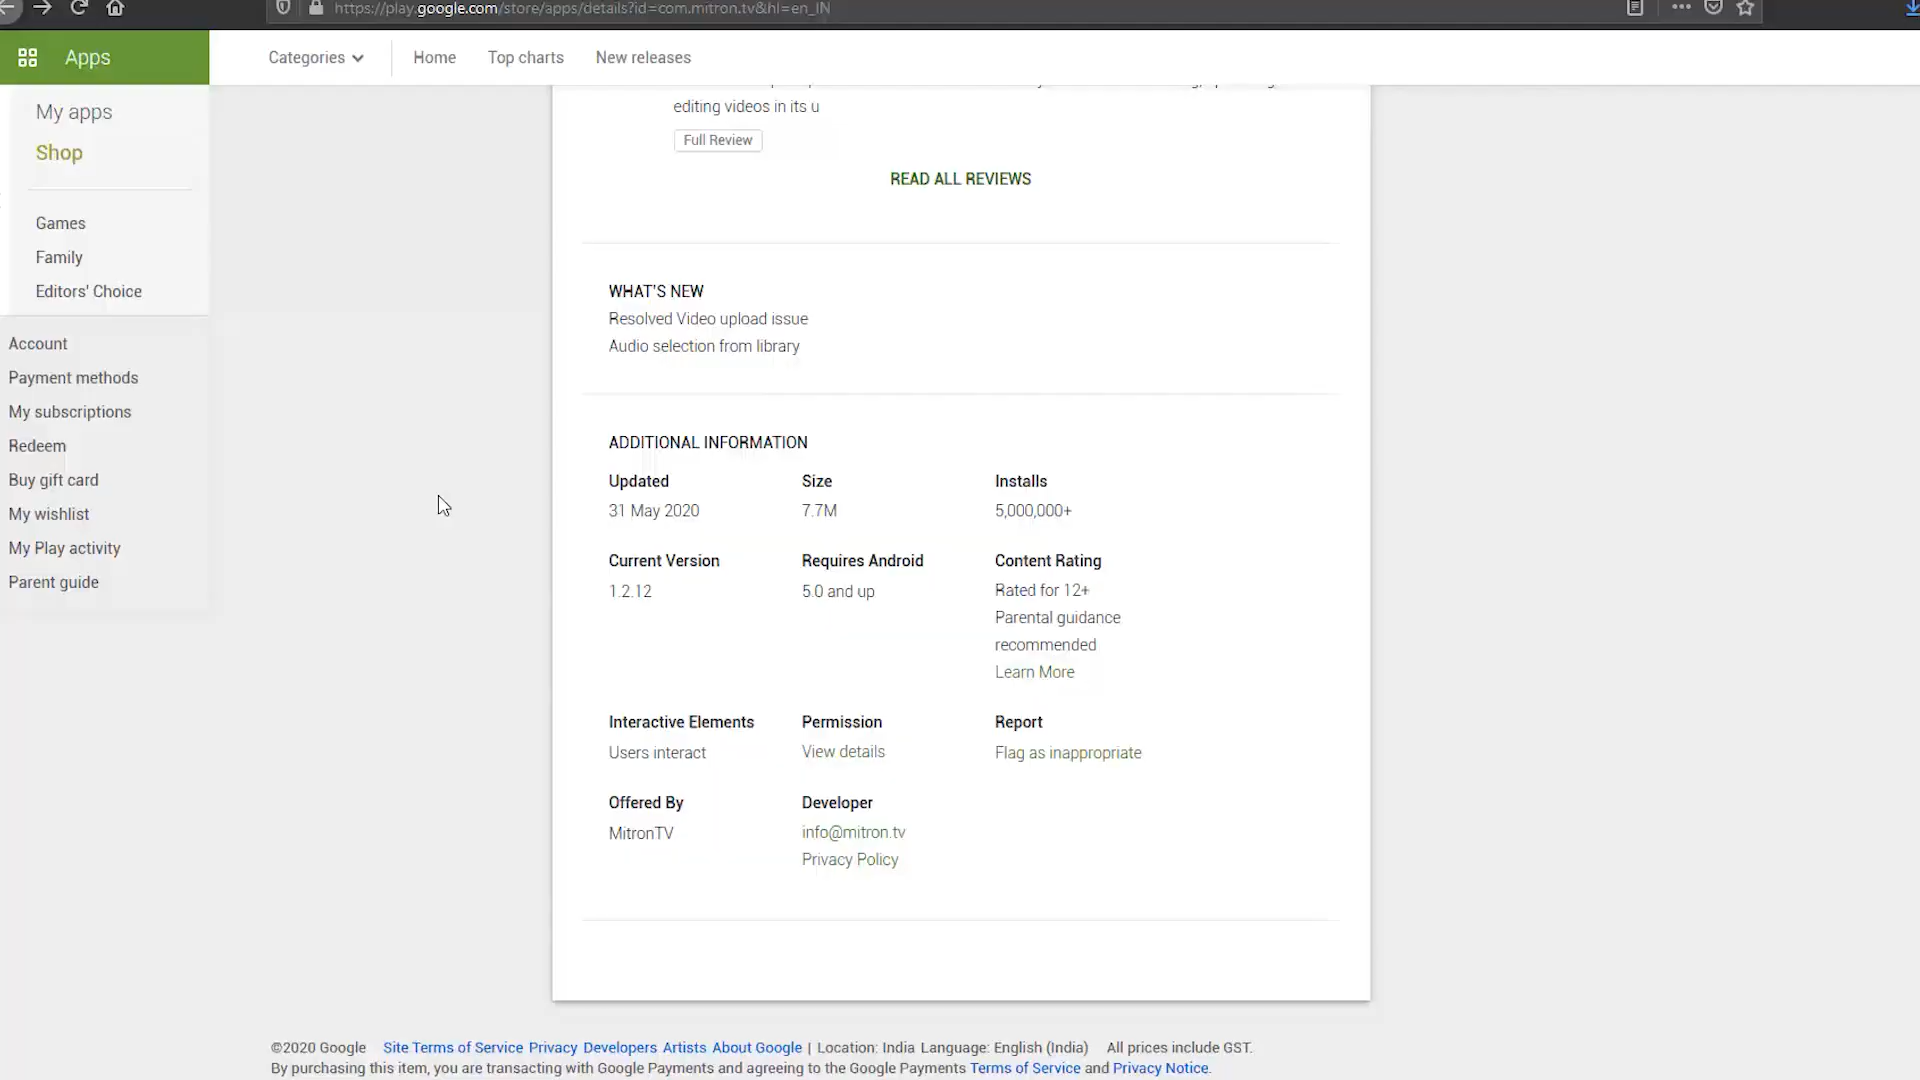 https://play.google.com/store/apps/details?id=com.mitron.tv&hl=en_IN
Apps
Categories
Home
Top charts
New releases
My apps
Shop
Games
Family
Editors' Choice
Account
Payment methods
My subscriptions
Redeem
Buy gift card
My wishlist
My Play activity
Parent guide
editing videos in its u
Full Review
READ ALL REVIEWS
WHAT'S NEW
Resolved Video upload issue
Audio selection from library
ADDITIONAL INFORMATION
Updated
31 May 2020
Size
7.7M
Installs
5,000,000+
Current Version
1.2.12
Requires Android
5.0 and up
Content Rating
Rated for 12+
Parental guidance
recommended
Learn More
Interactive Elements
Users interact
Permission
View details
Report
Flag as inappropriate
Offered By
MitronTV
Developer
info@mitron.tv
Privacy Policy
©2020 Google Site Terms of Service Privacy Developers Artists About Google | Location: India Language: English (India) All prices include GST.
By purchasing this item, you are transacting with Google Payments and agreeing to the Google Payments Terms of Service and Privacy Notice.